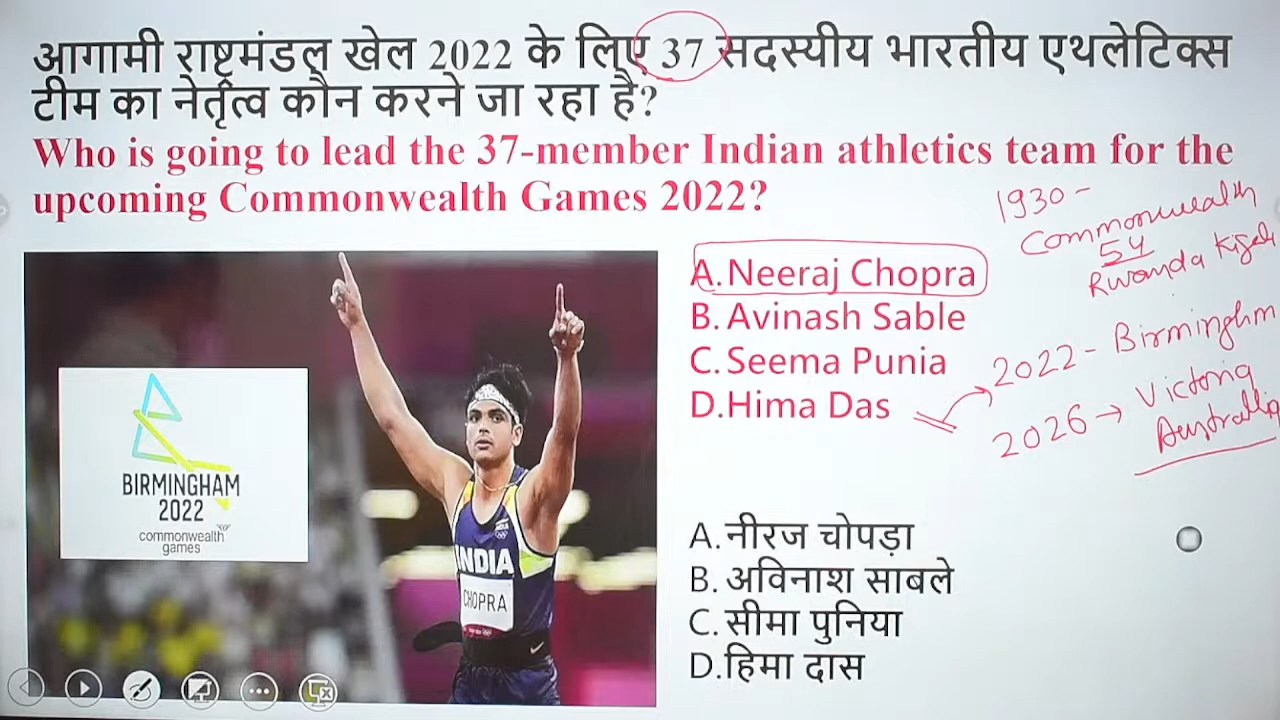 आगामी राष्ट्रमंडल खेल 2022 के लिए 37 सदस्यीय भारतीय एथलेटिक्स
टीम का नेतृत्व कौन करने जा रहा है?
Who is going to lead the 37-member Indian athletics team for the
upcoming Commonwealth Games 2022?
1930 -
Commonwealth
54
Rwanda Kigali
A. Neeraj Chopra
B. Avinash Sable
C. Seema Punia
D. Hima Das
2022 - Birminghm
2026 → Victoria
Australia
BIRMINGHAM
2022
commonwealth
games
INDIA
CHOPRA
A. नीरज चोपड़ा
B. अविनाश साबले
C. सीमा पुनिया
D. हिमा दास